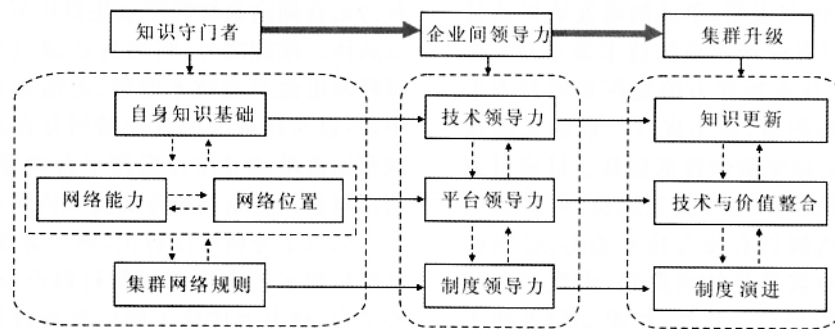 知识守门者
企业间领导力
集群升级
自身知识基础
技术领导力
知识更新
网络能力
网络位置
平台领导力
技术与价值整合
集群网络规则
制度领导力
制度演进